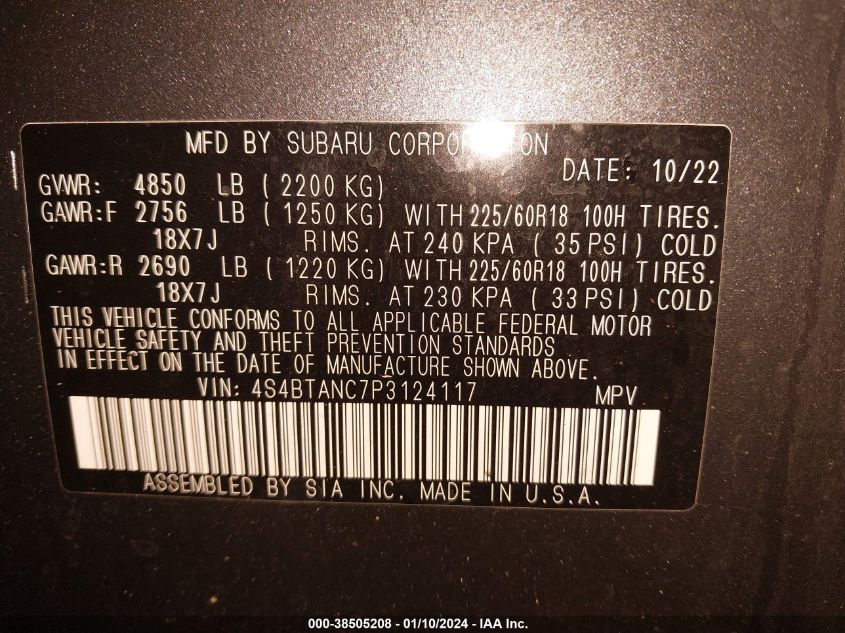 MFD BY SUBARU CORPORATION
DATE: 10/22
GVWR: 4850 LB ( 2200 KG)
GAWR:F 2756 LB ( 1250 KG) WITH 225/60R18 100H TIRES.
18X7J RIMS. AT 240 KPA ( 35 PSI) COLD
GAWR:R 2690 LB ( 1220 KG) WITH 225/60R18 100H TIRES.
18X7J RIMS. AT 230 KPA ( 33 PSI) COLD
THIS VEHICLE CONFORMS TO ALL APPLICABLE FEDERAL MOTOR
VEHICLE SAFETY AND THEFT PREVENTION STANDARDS
IN EFFECT ON THE DATE OF MANUFACTURE SHOWN ABOVE.
VIN: 4S4BTANC7P3124117 MPV
ASSEMBLED BY SIA INC. MADE IN U.S.A.
000-38505208 - 01/10/2024 - IAA Inc.